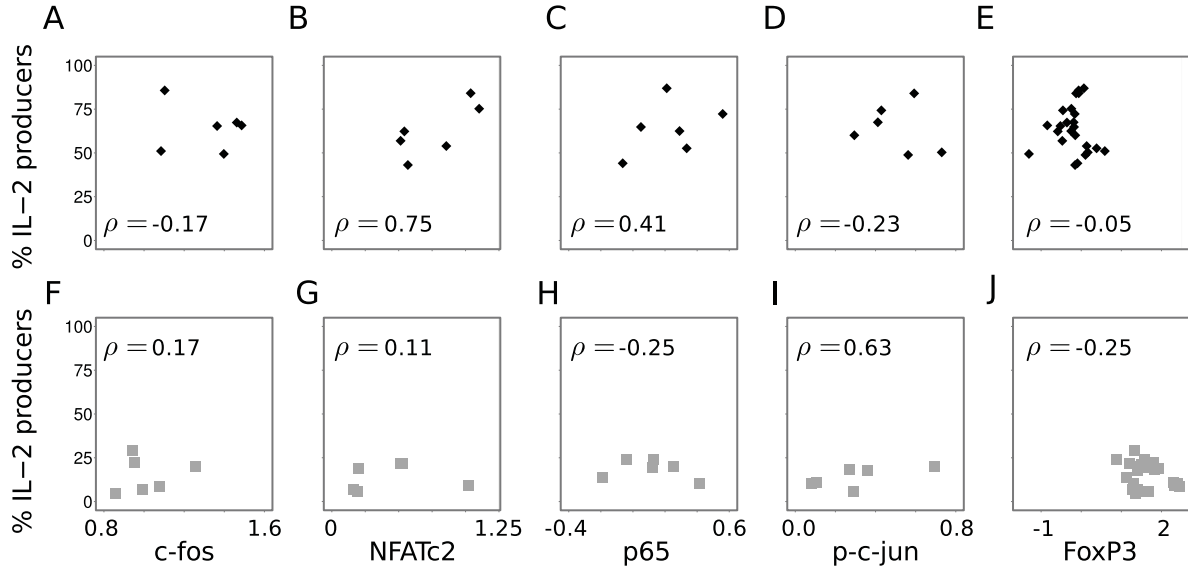 A B C D E
% IL−2 producers
100
75
50
25
0
ρ = -0.17
ρ = 0.75
ρ = 0.41
ρ = -0.23
ρ = -0.05
F G H I J
% IL−2 producers
100
75
50
25
0
ρ = 0.17
ρ = 0.11
ρ = -0.25
ρ = 0.63
ρ = -0.25
0.8 1.6 0 1.25 -0.4 0.6 0.0 0.8 -1 2
c-fos NFATc2 p65 p-c-jun FoxP3